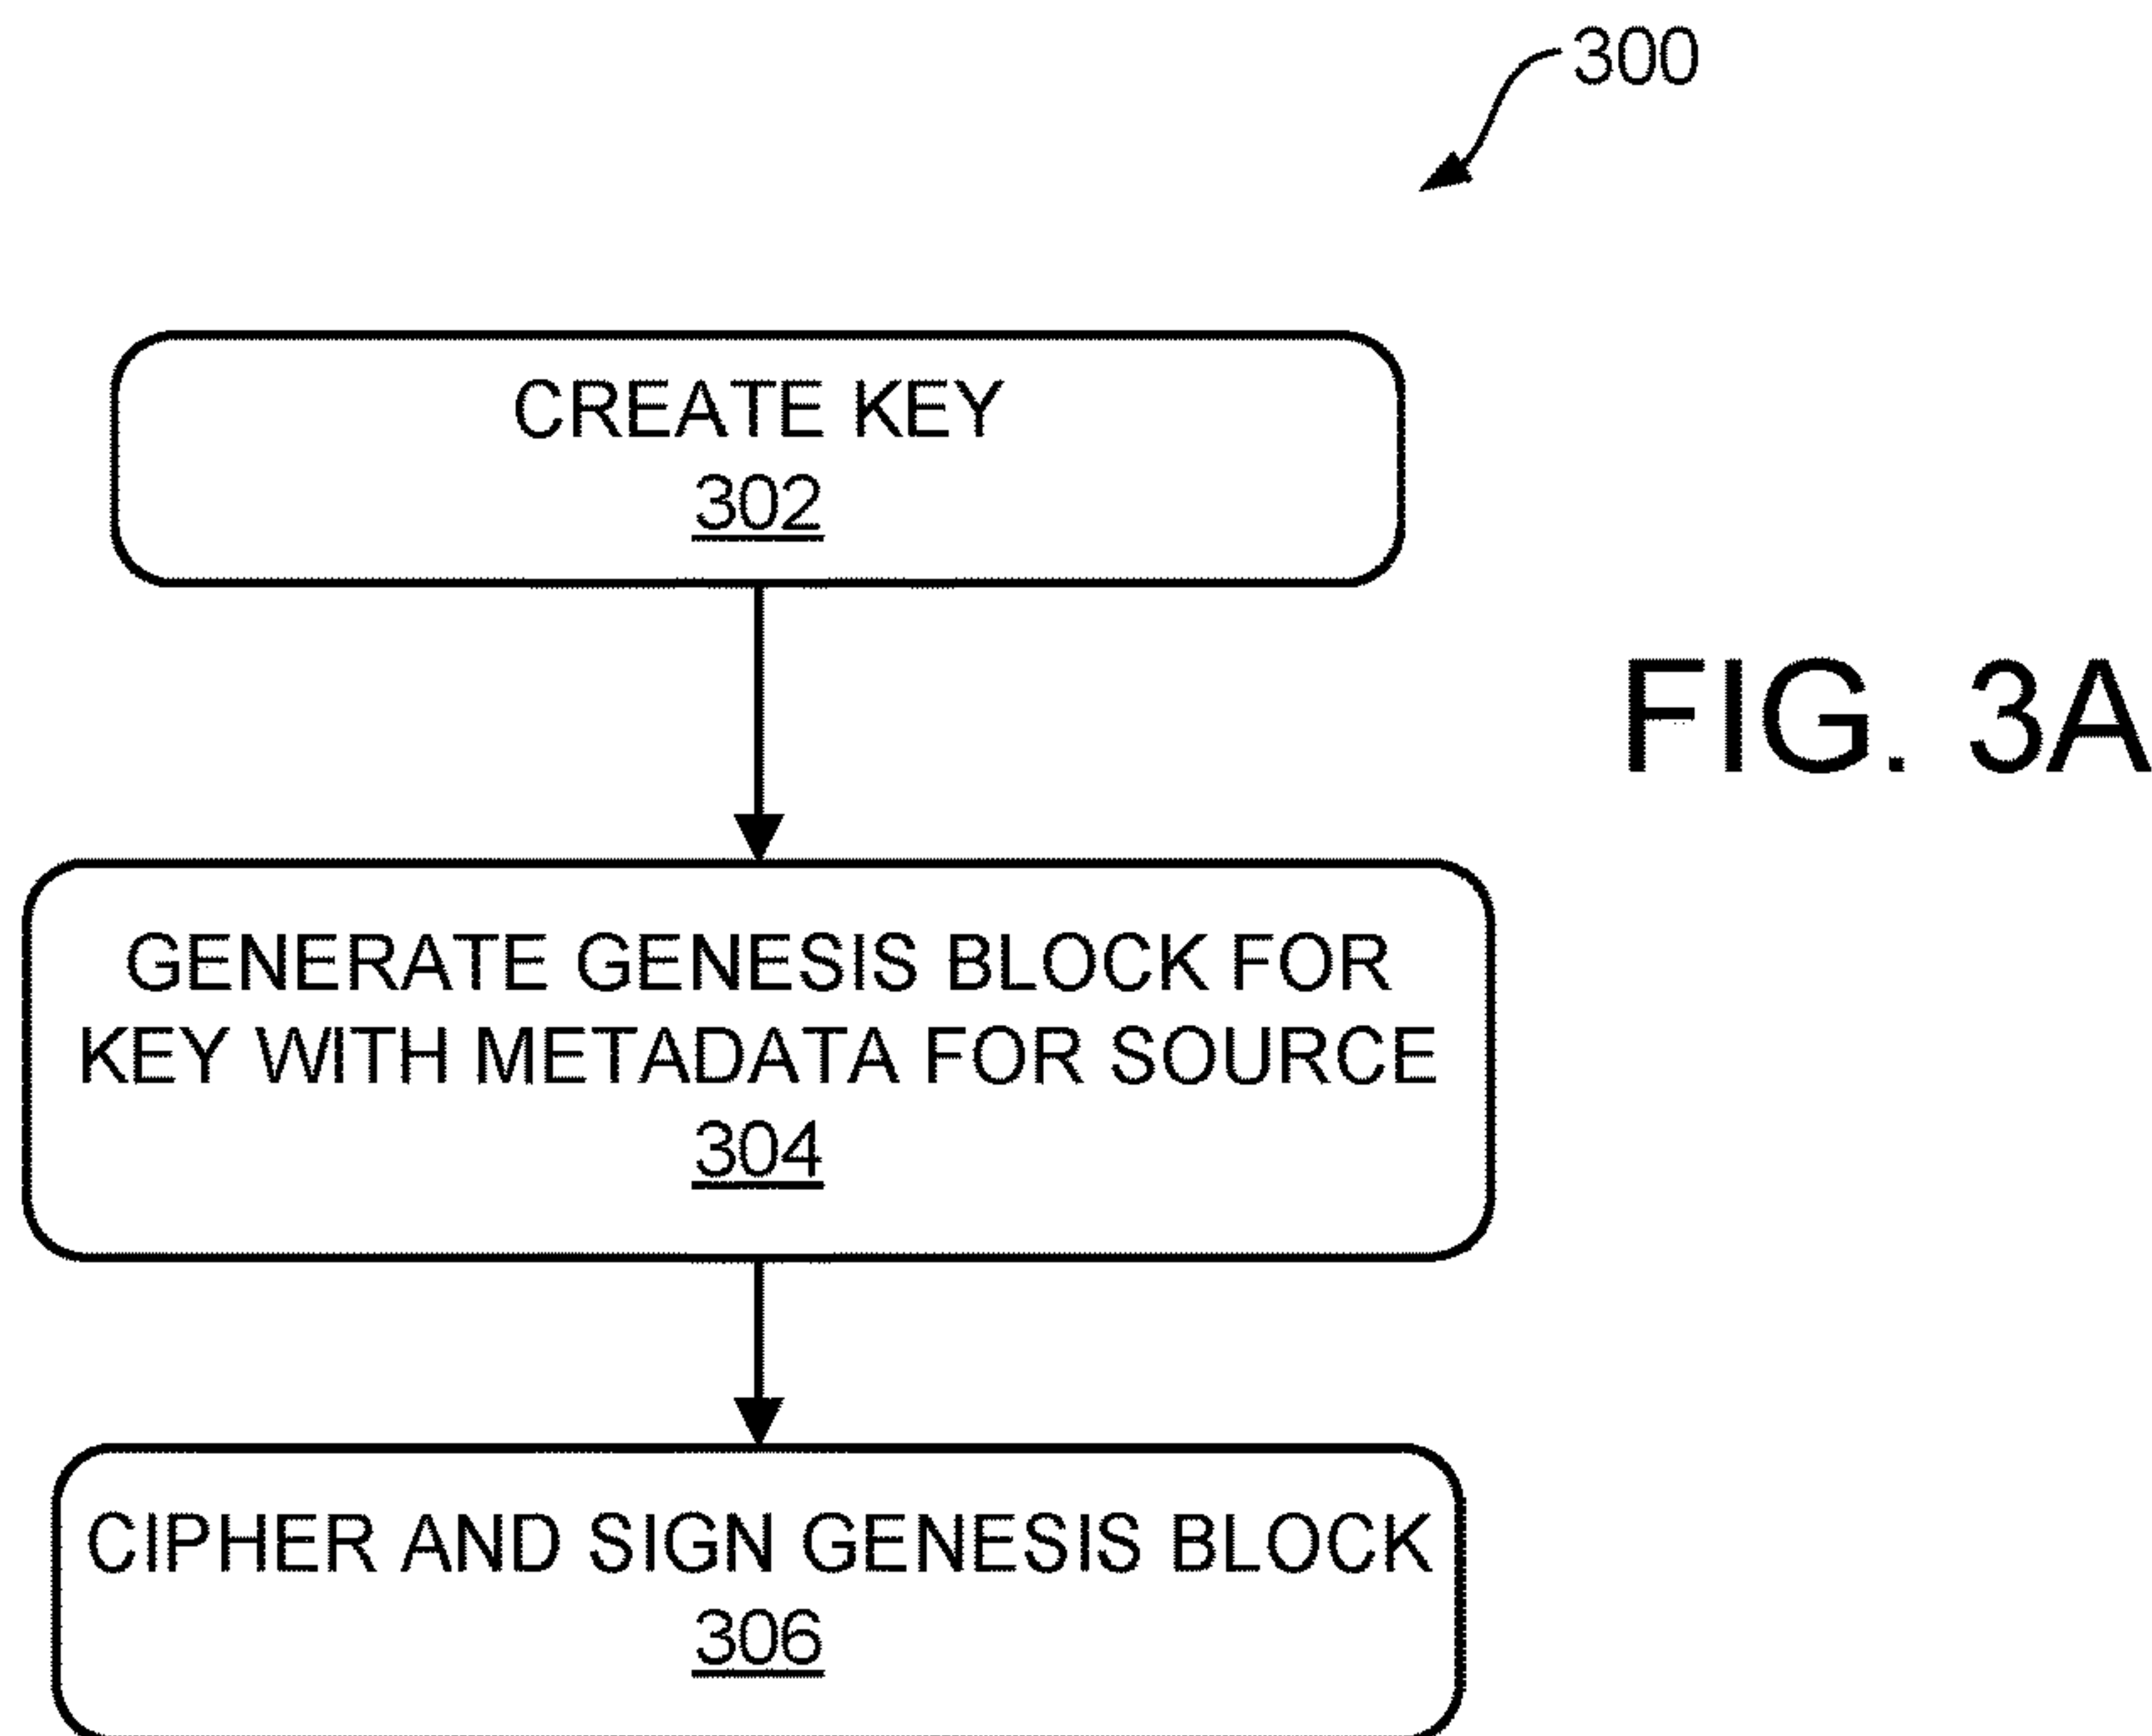 300
CREATE KEY
302
FIG. 3A
GENERATE GENESIS BLOCK FOR
KEY WITH METADATA FOR SOURCE
304
CIPHER AND SIGN GENESIS BLOCK
306